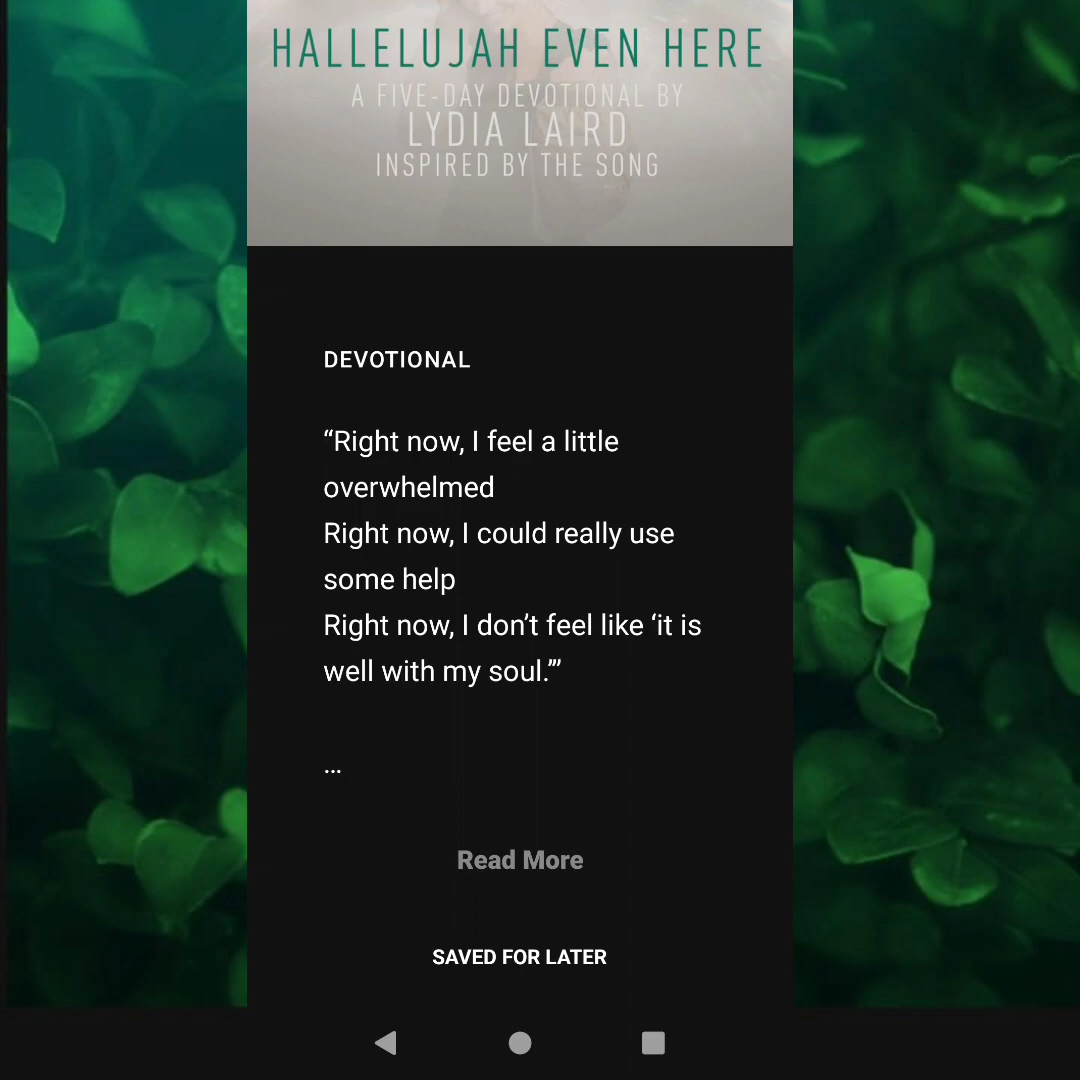 HALLELUJAH EVEN HERE
A FIVE-DAY DEVOTIONAL BY
LYDIA LAIRD
INSPIRED BY THE SONG
DEVOTIONAL
“Right now, I feel a little
overwhelmed
Right now, I could really use
some help
Right now, I don’t feel like ‘it is
well with my soul.’”
...
Read More
SAVED FOR LATER